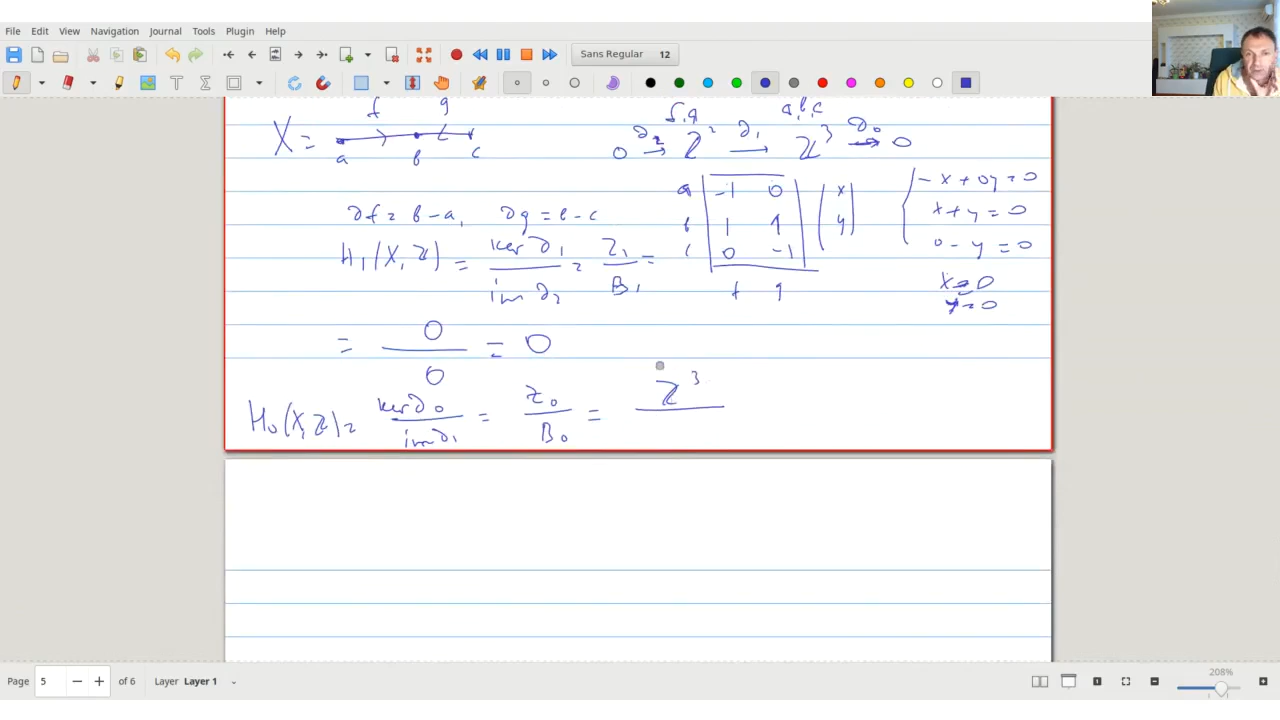 File Edit View Navigation Journal Tools Plugin Help
Sans Regular 12
f g
X =
a b c
f, g a, b, c
0 →∂₂ ℤ² →∂₁ ℤ³ →∂₀ 0
∂f = b - a, ∂g = b - c
a -1 0 x
b 1 1 y
c 0 -1
f g
-x + 0y = 0
x + y = 0
0 - y = 0
x = 0
y = 0
H₁(X, ℤ) = ker ∂₁ / im ∂₂ = Z₁ / B₁ =
= 0 / 0 = 0
H₀(X, ℤ) = ker ∂₀ / im ∂₁ = Z₀ / B₀ = ℤ³
Page 5 of 6 Layer Layer 1
208%